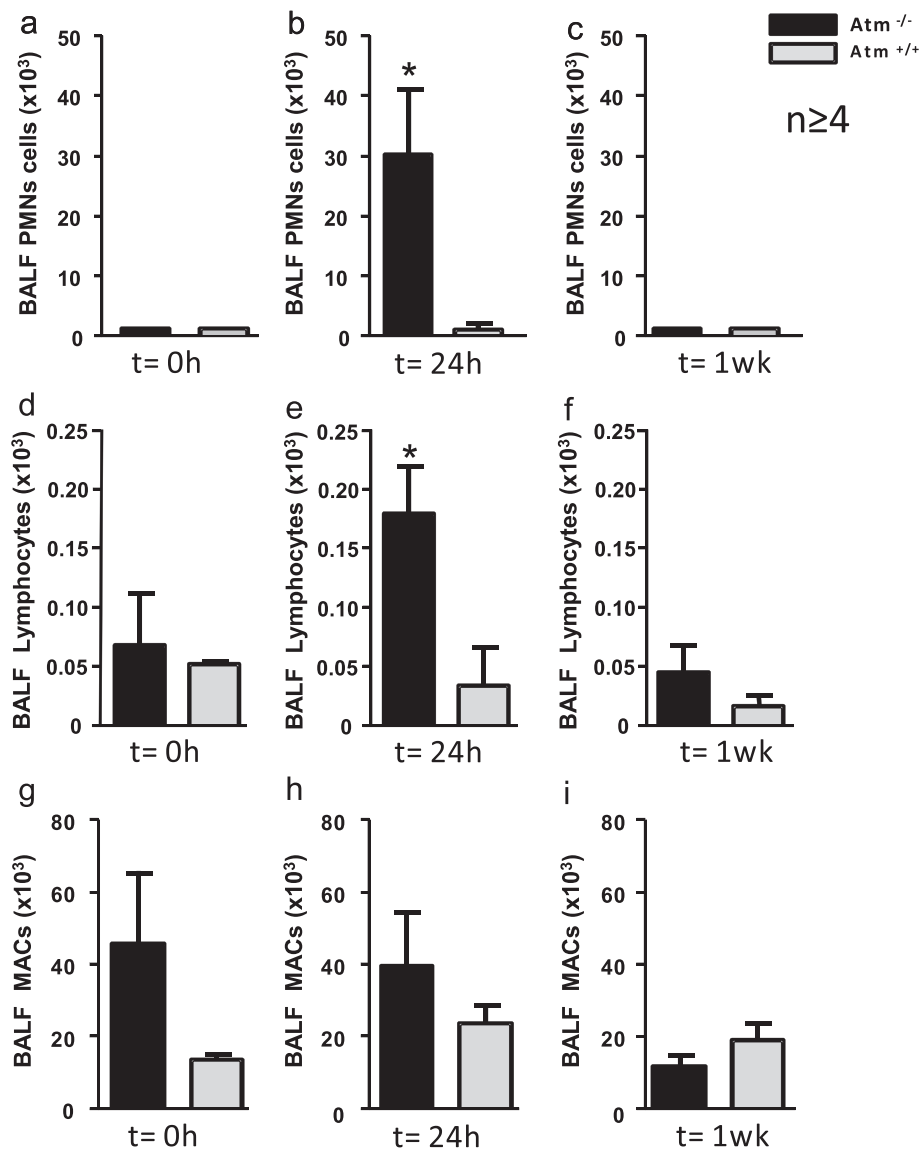 a
b
c
Atm -/-
Atm +/+
n≥4
BALF PMNs cells (x10³)
50
40
30
20
10
0
t= 0h
BALF PMNs cells (x10³)
50
40
30
20
10
0
*
t= 24h
BALF PMNs cells (x10³)
50
40
30
20
10
0
t= 1wk
d
e
f
BALF Lymphocytes (x10³)
0.25
0.20
0.15
0.10
0.05
0
t= 0h
BALF Lymphocytes (x10³)
0.25
0.20
0.15
0.10
0.05
0
*
t= 24h
BALF Lymphocytes (x10³)
0.25
0.20
0.15
0.10
0.05
0
t= 1wk
g
h
i
BALF MACs (x10³)
80
60
40
20
0
t= 0h
BALF MACs (x10³)
80
60
40
20
0
t= 24h
BALF MACs (x10³)
80
60
40
20
0
t= 1wk